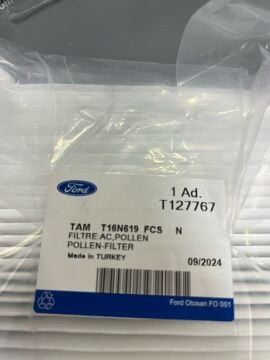 Ford
1 Ad.
T127767
TAM T16N619 FCS N
FILTRE:AC,POLLEN
POLLEN-FILTER
Made in TURKEY
09/2024
Ford Otosan FO 001